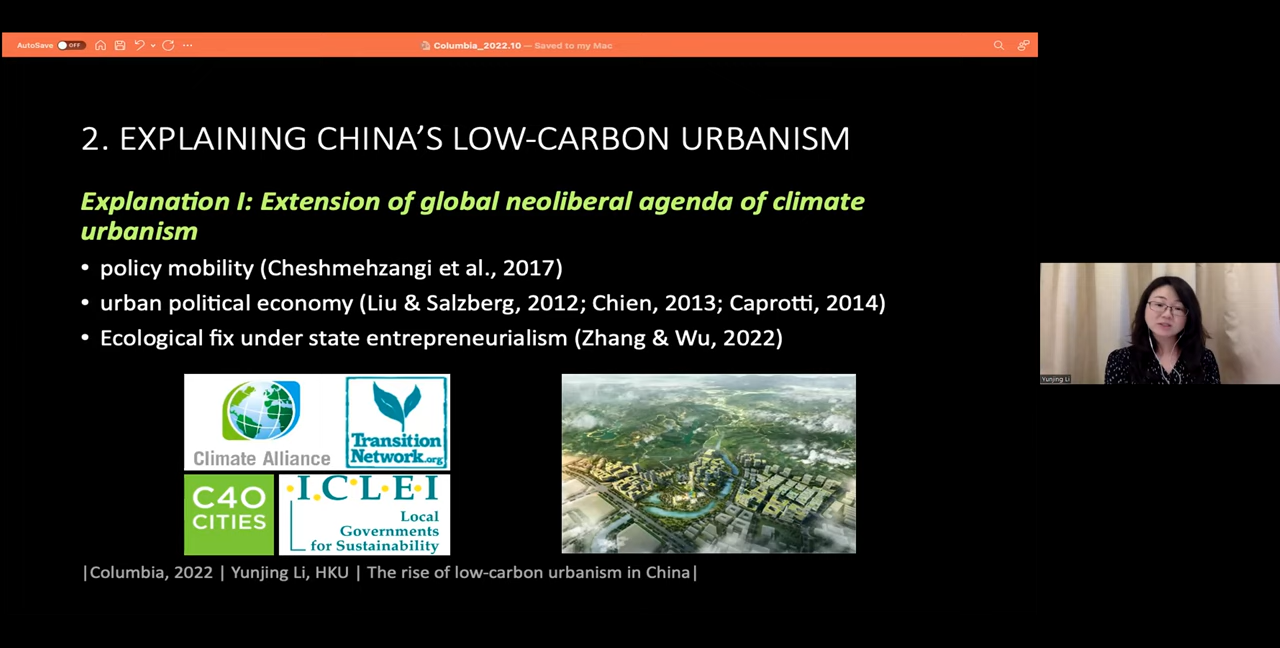 AutoSave OFF
Columbia_2022.10 — Saved to my Mac
2. EXPLAINING CHINA'S LOW-CARBON URBANISM
Explanation I: Extension of global neoliberal agenda of climate
urbanism
• policy mobility (Cheshmehzangi et al., 2017)
• urban political economy (Liu & Salzberg, 2012; Chien, 2013; Caprotti, 2014)
• Ecological fix under state entrepreneurialism (Zhang & Wu, 2022)
Climate Alliance
Transition
Network.org
C40
CITIES
I.C.L.E.I
Local
Governments
for Sustainability
|Columbia, 2022 | Yunjing Li, HKU | The rise of low-carbon urbanism in China|
Yunjing Li